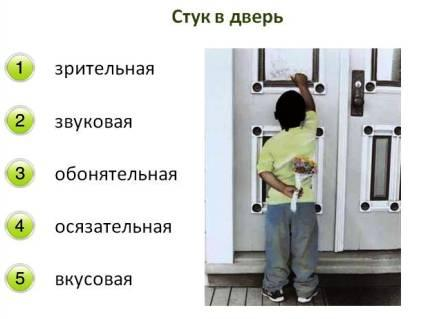 Стук в дверь
1 зрительная
2 звуковая
3 обонятельная
4 осязательная
5 вкусовая